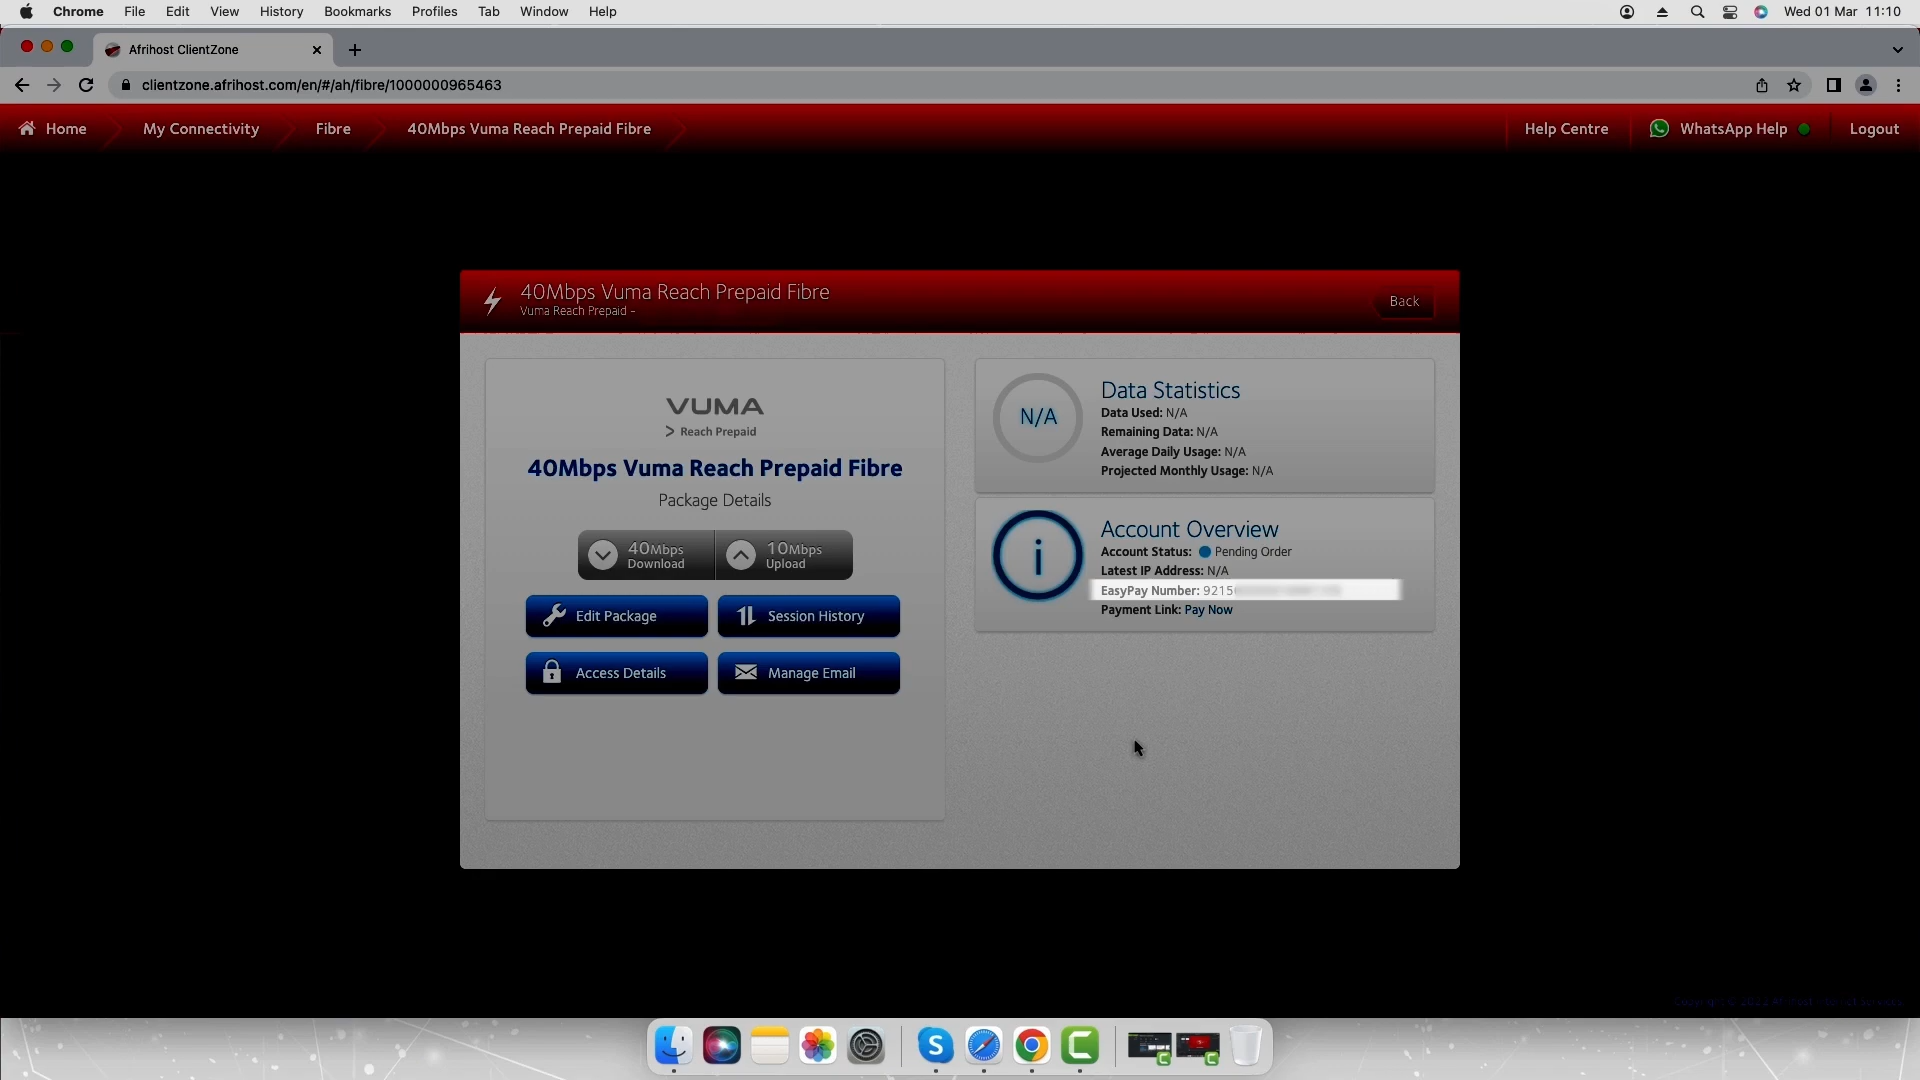 Chrome File Edit View History Bookmarks Profiles Tab Window Help Wed 01 Mar 11:10
Afrihost ClientZone
clientzone.afrihost.com/en/#/ah/fibre/1000000965463
Home My Connectivity Fibre 40Mbps Vuma Reach Prepaid Fibre Help Centre WhatsApp Help Logout
40Mbps Vuma Reach Prepaid Fibre
Vuma Reach Prepaid -
Back
VUMA
> Reach Prepaid
40Mbps Vuma Reach Prepaid Fibre
Package Details
40Mbps
Download
10Mbps
Upload
Edit Package
Session History
Access Details
Manage Email
N/A
Data Statistics
Data Used: N/A
Remaining Data: N/A
Average Daily Usage: N/A
Projected Monthly Usage: N/A
i
Account Overview
Account Status: Pending Order
Latest IP Address: N/A
EasyPay Number: 9215
Payment Link: Pay Now